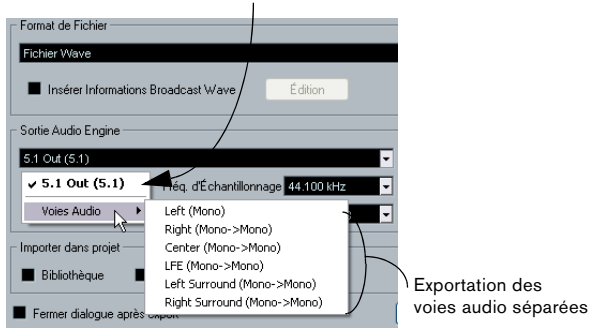 Format de Fichier
Fichier Wave
Insérer Informations Broadcast Wave
Édition
Sortie Audio Engine
5.1 Out (5.1)
✓ 5.1 Out (5.1)
réq. d'Échantillonnage 44.100 kHz
Voies Audio
Left (Mono)
Right (Mono->Mono)
Center (Mono->Mono)
LFE (Mono->Mono)
Left Surround (Mono->Mono)
Right Surround (Mono->Mono)
Importer dans projet
Bibliothèque
Fermer dialogue après export
Exportation des
voies audio séparées